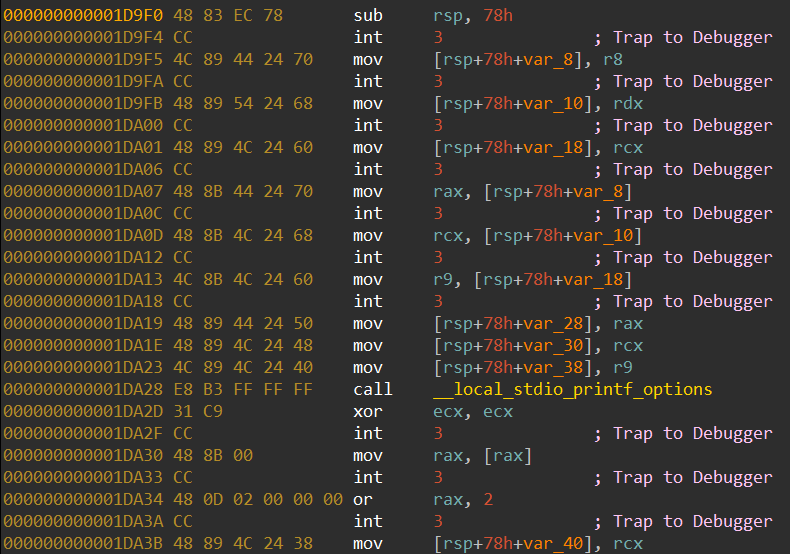 000000000001D9F0 48 83 EC 78 sub rsp, 78h
000000000001D9F4 CC int 3 ; Trap to Debugger
000000000001D9F5 4C 89 44 24 70 mov [rsp+78h+var_8], r8
000000000001D9FA CC int 3 ; Trap to Debugger
000000000001D9FB 48 89 54 24 68 mov [rsp+78h+var_10], rdx
000000000001DA00 CC int 3 ; Trap to Debugger
000000000001DA01 48 89 4C 24 60 mov [rsp+78h+var_18], rcx
000000000001DA06 CC int 3 ; Trap to Debugger
000000000001DA07 48 8B 44 24 70 mov rax, [rsp+78h+var_8]
000000000001DA0C CC int 3 ; Trap to Debugger
000000000001DA0D 48 8B 4C 24 68 mov rcx, [rsp+78h+var_10]
000000000001DA12 CC int 3 ; Trap to Debugger
000000000001DA13 4C 8B 4C 24 60 mov r9, [rsp+78h+var_18]
000000000001DA18 CC int 3 ; Trap to Debugger
000000000001DA19 48 89 44 24 50 mov [rsp+78h+var_28], rax
000000000001DA1E 48 89 4C 24 48 mov [rsp+78h+var_30], rcx
000000000001DA23 4C 89 4C 24 40 mov [rsp+78h+var_38], r9
000000000001DA28 E8 B3 FF FF FF call __local_stdio_printf_options
000000000001DA2D 31 C9 xor ecx, ecx
000000000001DA2F CC int 3 ; Trap to Debugger
000000000001DA30 48 8B 00 mov rax, [rax]
000000000001DA33 CC int 3 ; Trap to Debugger
000000000001DA34 48 0D 02 00 00 00 or rax, 2
000000000001DA3A CC int 3 ; Trap to Debugger
000000000001DA3B 48 89 4C 24 38 mov [rsp+78h+var_40], rcx